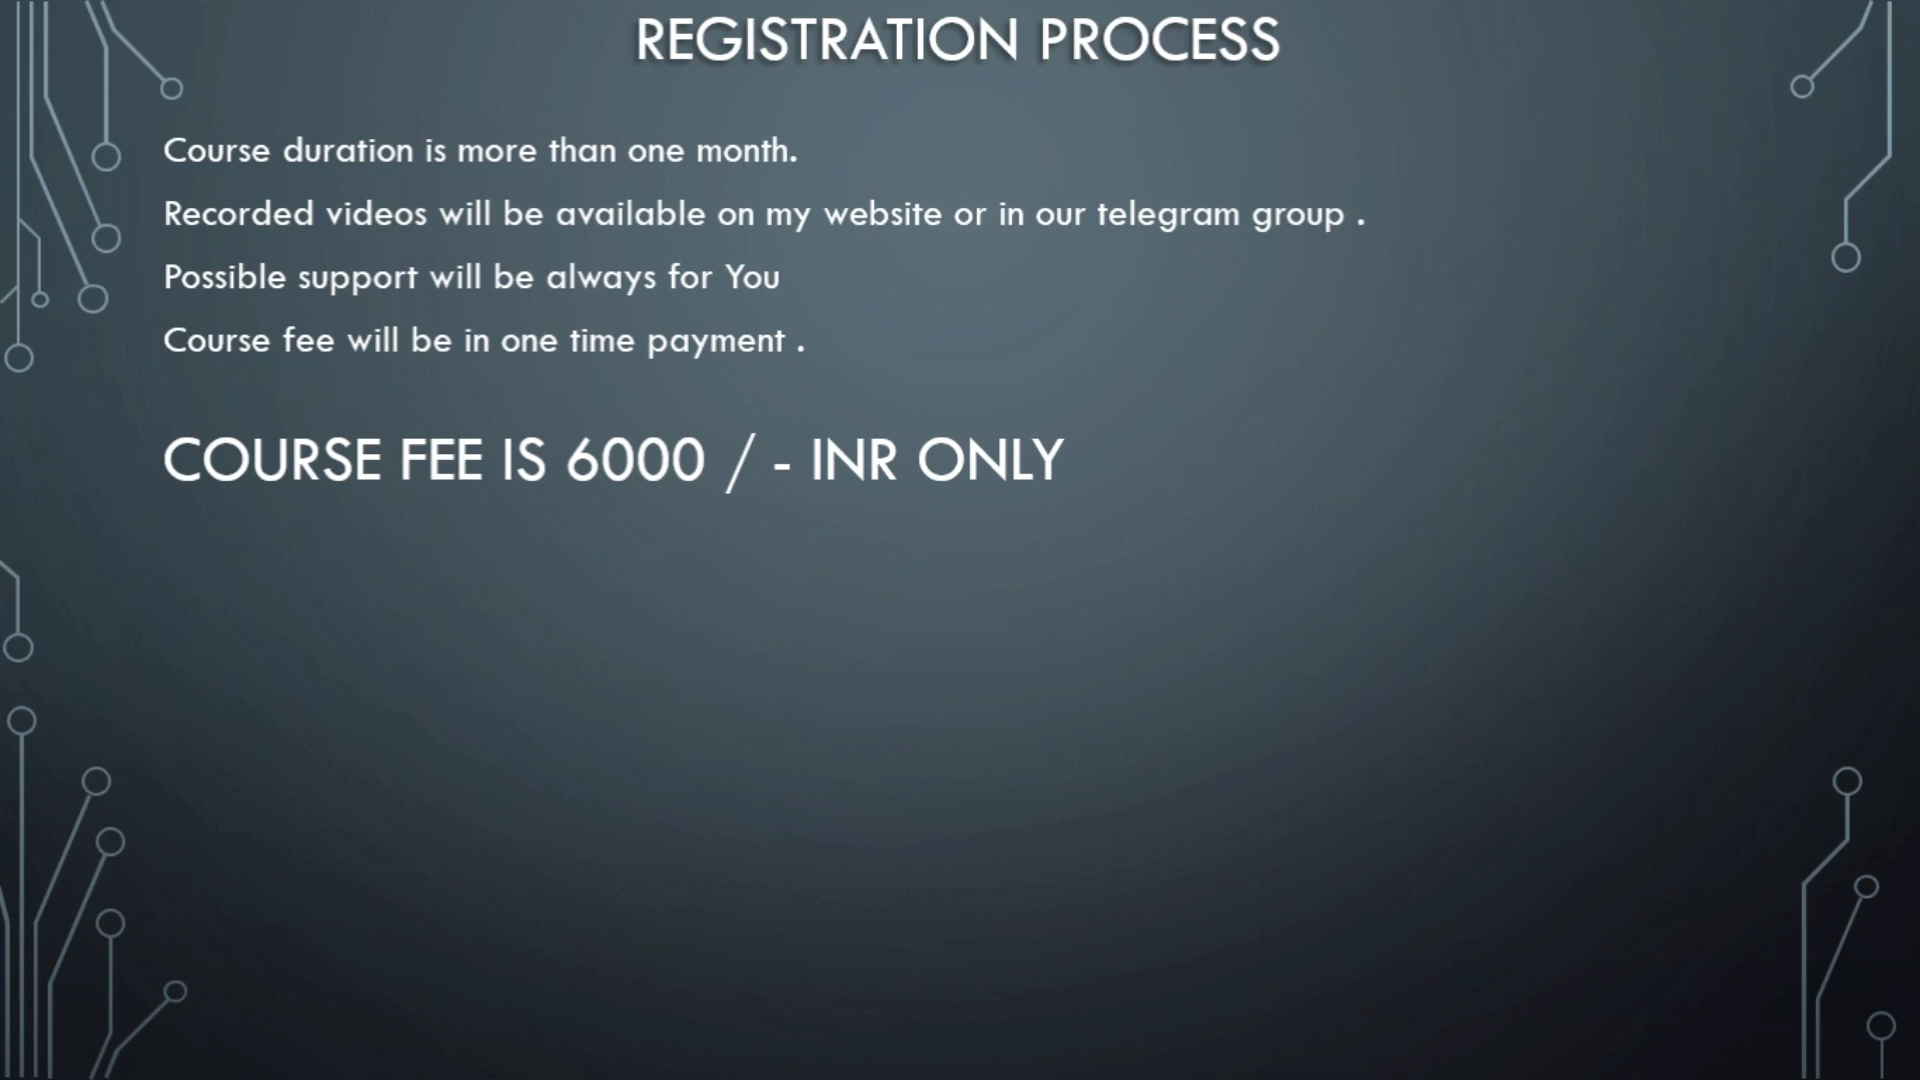 REGISTRATION PROCESS
Course duration is more than one month.
Recorded videos will be available on my website or in our telegram group .
Possible support will be always for You
Course fee will be in one time payment .
COURSE FEE IS 6000 / - INR ONLY